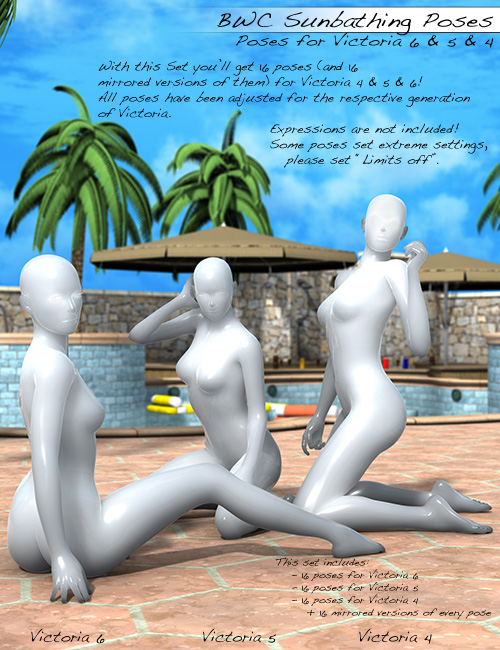 BWC Sunbathing Poses
Poses for Victoria 6 & 5 & 4
With this Set you'll get 16 poses (and 16
mirrored versions of them) for Victoria 4 & 5 & 6!
All poses have been adjusted for the respective generation
of Victoria.
Expressions are not included!
Some poses set extreme settings,
please set "Limits off".
This set includes:
- 16 poses for Victoria 6
- 16 poses for Victoria 5
- 16 poses for Victoria 4
+ 16 mirrored versions of every pose
Victoria 6
Victoria 5
Victoria 4